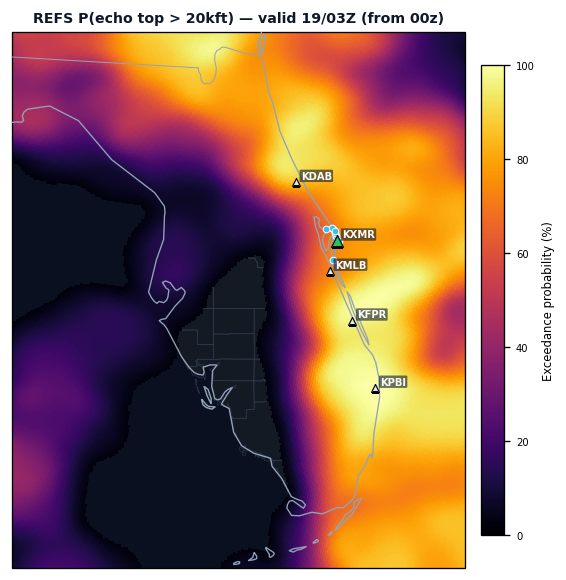 REFS P(echo top > 20kft) — valid 19/03Z (from 00z)
KDAB
KXMR
KMLB
KFPR
KPBI
100
80
60
40
20
0
Exceedance probability (%)